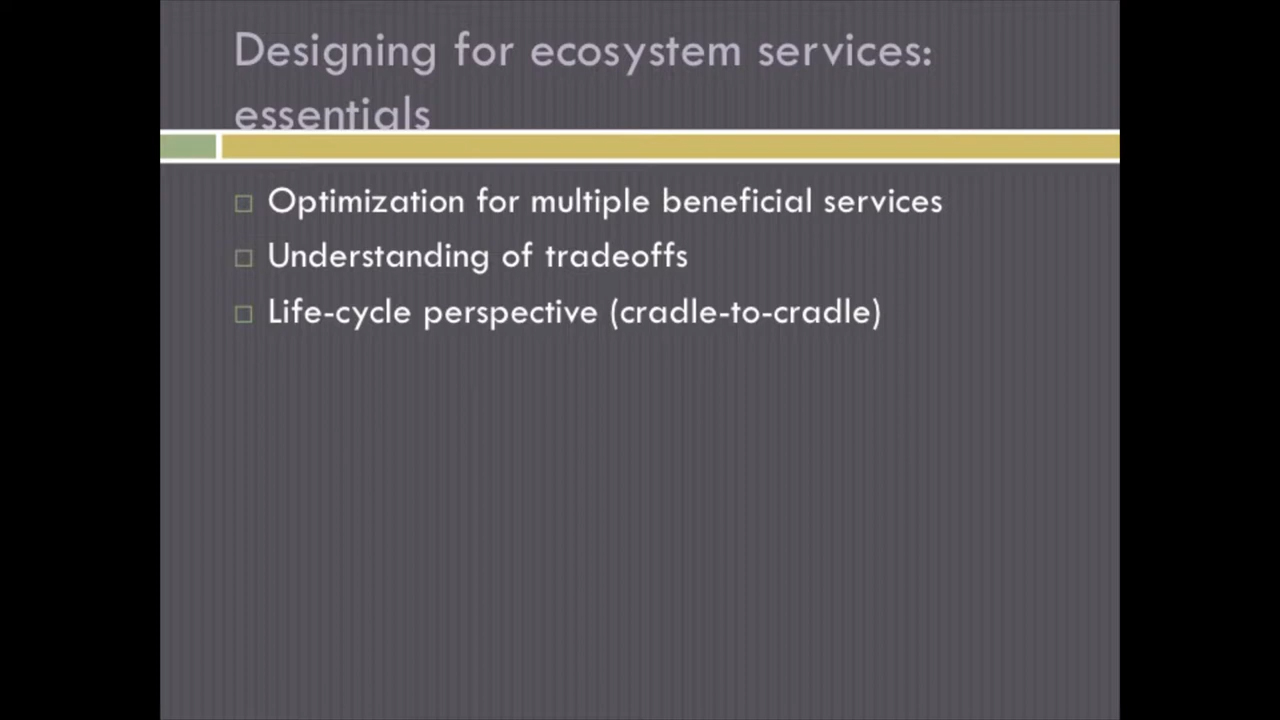 Designing for ecosystem services:
essentials
Optimization for multiple beneficial services
Understanding of tradeoffs
Life-cycle perspective (cradle-to-cradle)